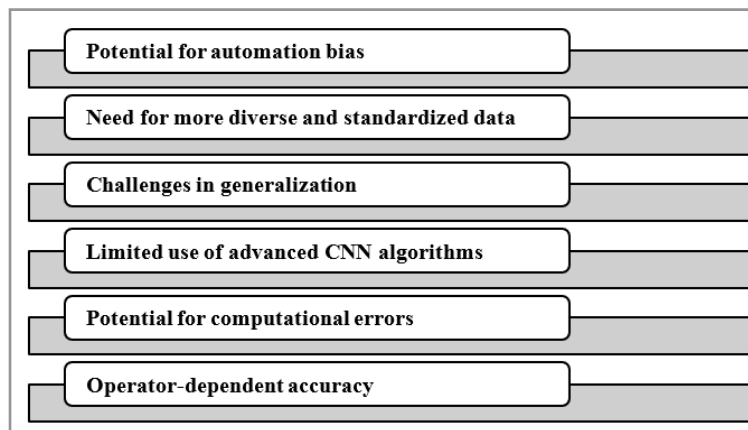 Potential for automation bias
Need for more diverse and standardized data
Challenges in generalization
Limited use of advanced CNN algorithms
Potential for computational errors
Operator-dependent accuracy